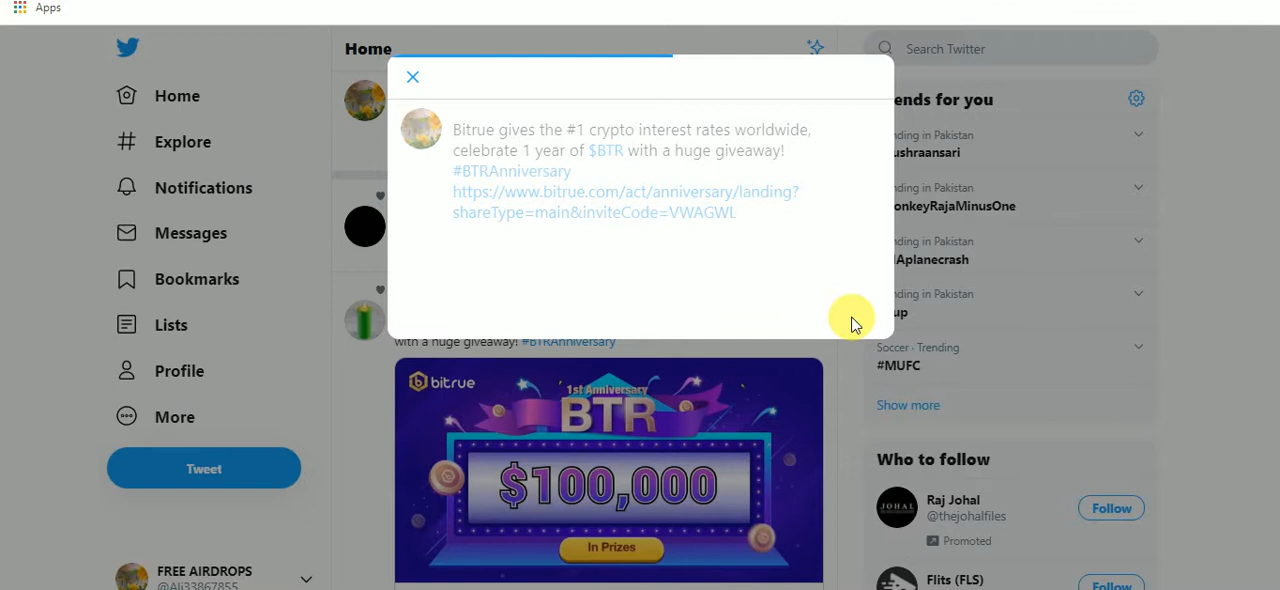 Apps
Home
Search Twitter
Home
Explore
Notifications
Messages
Bookmarks
Lists
Profile
More
Tweet
FREE AIRDROPS
@Ali33867855
Bitrue gives the #1 crypto interest rates worldwide,
celebrate 1 year of $BTR with a huge giveaway!
#BTRAnniversary
https://www.bitrue.com/act/anniversary/landing?
shareType=main&inviteCode=VWAGWL
with a huge giveaway! #BTRAnniversary
bitrue
1st Anniversary
BTR
$100,000
In Prizes
ends for you
nding in Pakistan
ushraansari
nding in Pakistan
onkeyRajaMinusOne
nding in Pakistan
Aplanecrash
nding in Pakistan
up
Soccer · Trending
#MUFC
Show more
Who to follow
JOHAL
Raj Johal
@thejohalfiles
Follow
Promoted
Flits (FLS)
Follow